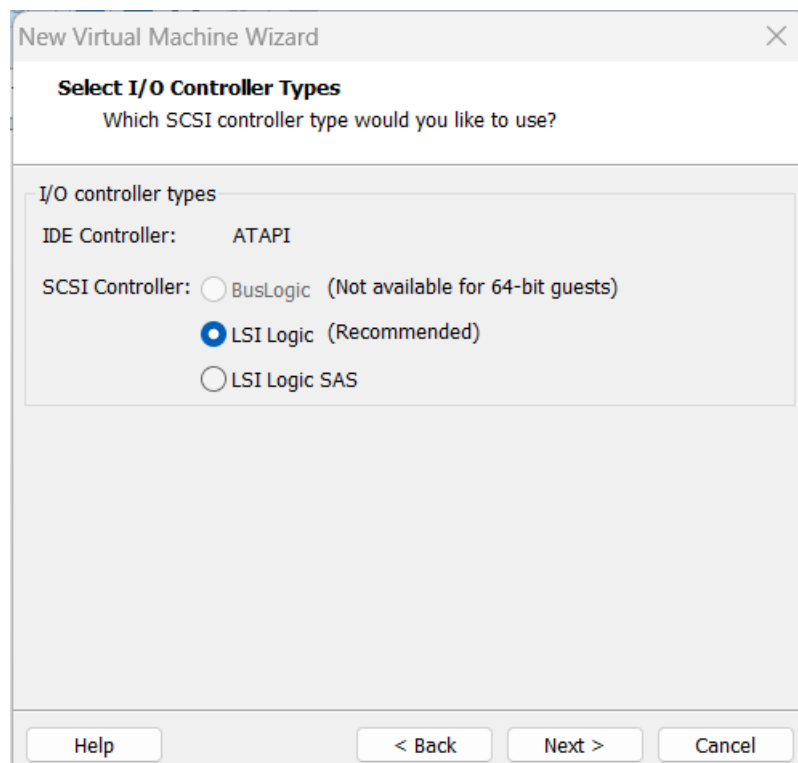 New Virtual Machine Wizard
Select I/O Controller Types
Which SCSI controller type would you like to use?
I/O controller types
IDE Controller: ATAPI
SCSI Controller: BusLogic (Not available for 64-bit guests)
LSI Logic (Recommended)
LSI Logic SAS
Help < Back Next > Cancel